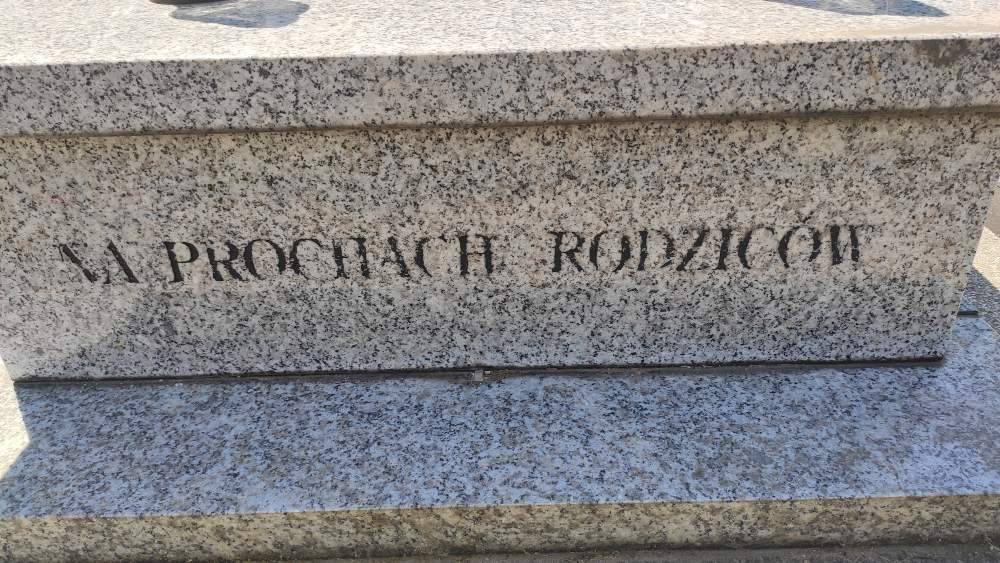 NA PROCHACH RODZICÓW